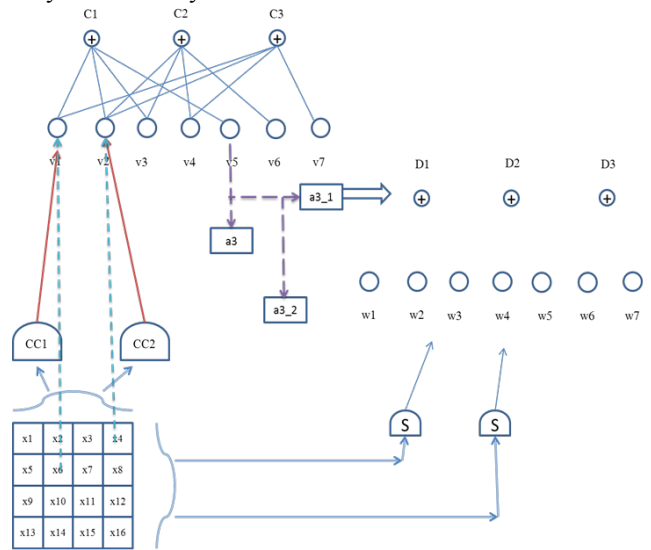 C1 C2 C3
v1 v2 v3 v4 v5 v6 v7
D1 D2 D3
a3_1
a3
a3_2
w1 w2 w3 w4 w5 w6 w7
CC1 CC2
S S
x1 x2 x3 x4
x5 x6 x7 x8
x9 x10 x11 x12
x13 x14 x15 x16